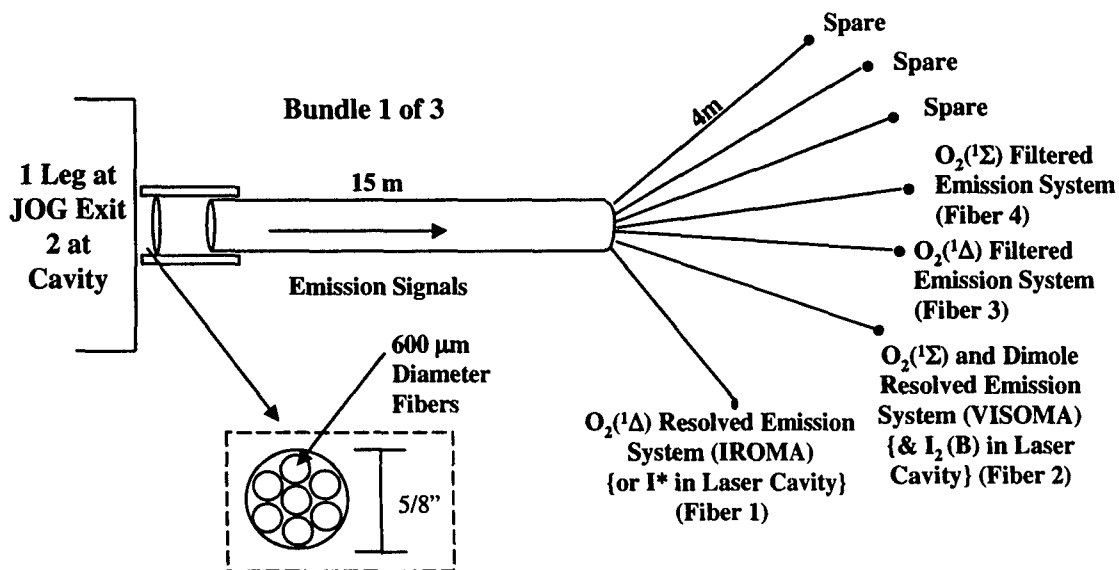 Bundle 1 of 3
1 Leg at
JOG Exit
2 at
Cavity
15 m
Emission Signals
4m
Spare
Spare
Spare
O₂(¹Σ) Filtered
Emission System
(Fiber 4)
O₂(¹Δ) Filtered
Emission System
(Fiber 3)
O₂(¹Σ) and Dimole
Resolved Emission
System (VISOMA)
{& I₂ (B) in Laser
Cavity} (Fiber 2)
O₂(¹Δ) Resolved Emission
System (IROMA)
{or I* in Laser Cavity}
(Fiber 1)
600 μm
Diameter
Fibers
5/8”